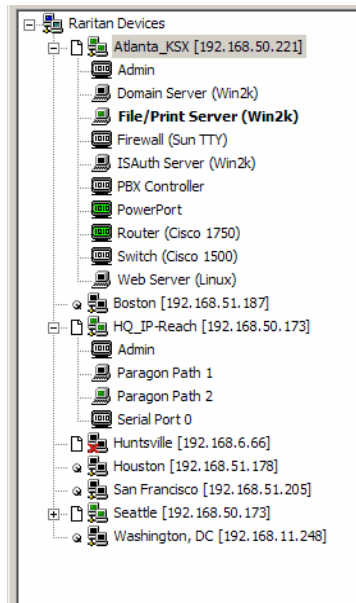 Raritan Devices
Atlanta_KSX [192.168.50.221]
Admin
Domain Server (Win2k)
File/Print Server (Win2k)
Firewall (Sun TTY)
ISAuth Server (Win2k)
PBX Controller
PowerPort
Router (Cisco 1750)
Switch (Cisco 1500)
Web Server (Linux)
Boston [192.168.51.187]
HQ_IP-Reach [192.168.50.173]
Admin
Paragon Path 1
Paragon Path 2
Serial Port 0
Huntsville [192.168.6.66]
Houston [192.168.51.178]
San Francisco [192.168.51.205]
Seattle [192.168.50.173]
Washington, DC [192.168.11.248]